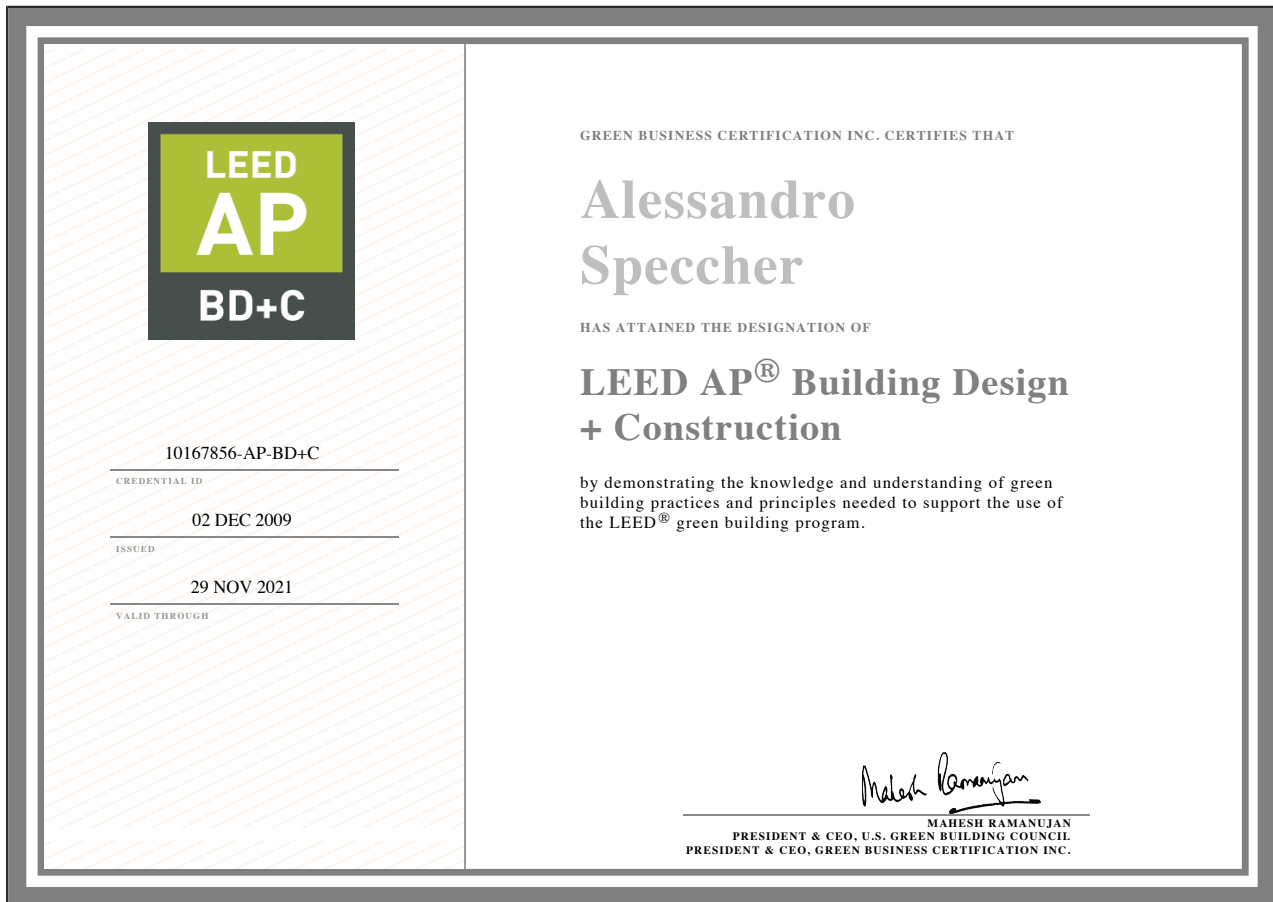 LEED
AP
BD+C
10167856-AP-BD+C
CREDENTIAL ID
02 DEC 2009
ISSUED
29 NOV 2021
VALID THROUGH
GREEN BUSINESS CERTIFICATION INC. CERTIFIES THAT
Alessandro
Speccher
HAS ATTAINED THE DESIGNATION OF
LEED AP® Building Design
+ Construction
by demonstrating the knowledge and understanding of green
building practices and principles needed to support the use of
the LEED® green building program.
Mahesh Ramanujan
MAHESH RAMANUJAN
PRESIDENT & CEO, U.S. GREEN BUILDING COUNCIL
PRESIDENT & CEO, GREEN BUSINESS CERTIFICATION INC.